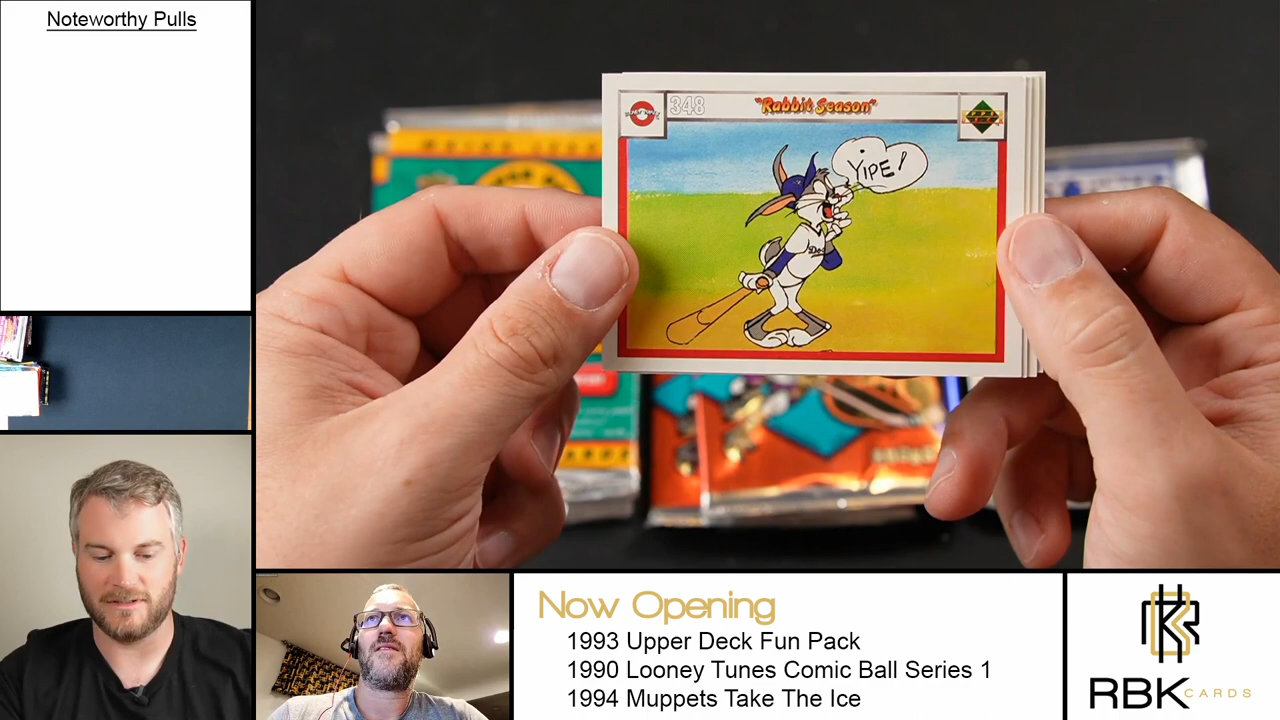 Noteworthy Pulls
348
"Rabbit Season"
YIPE!
Now Opening
1993 Upper Deck Fun Pack
1990 Looney Tunes Comic Ball Series 1
1994 Muppets Take The Ice
RBK CARDS